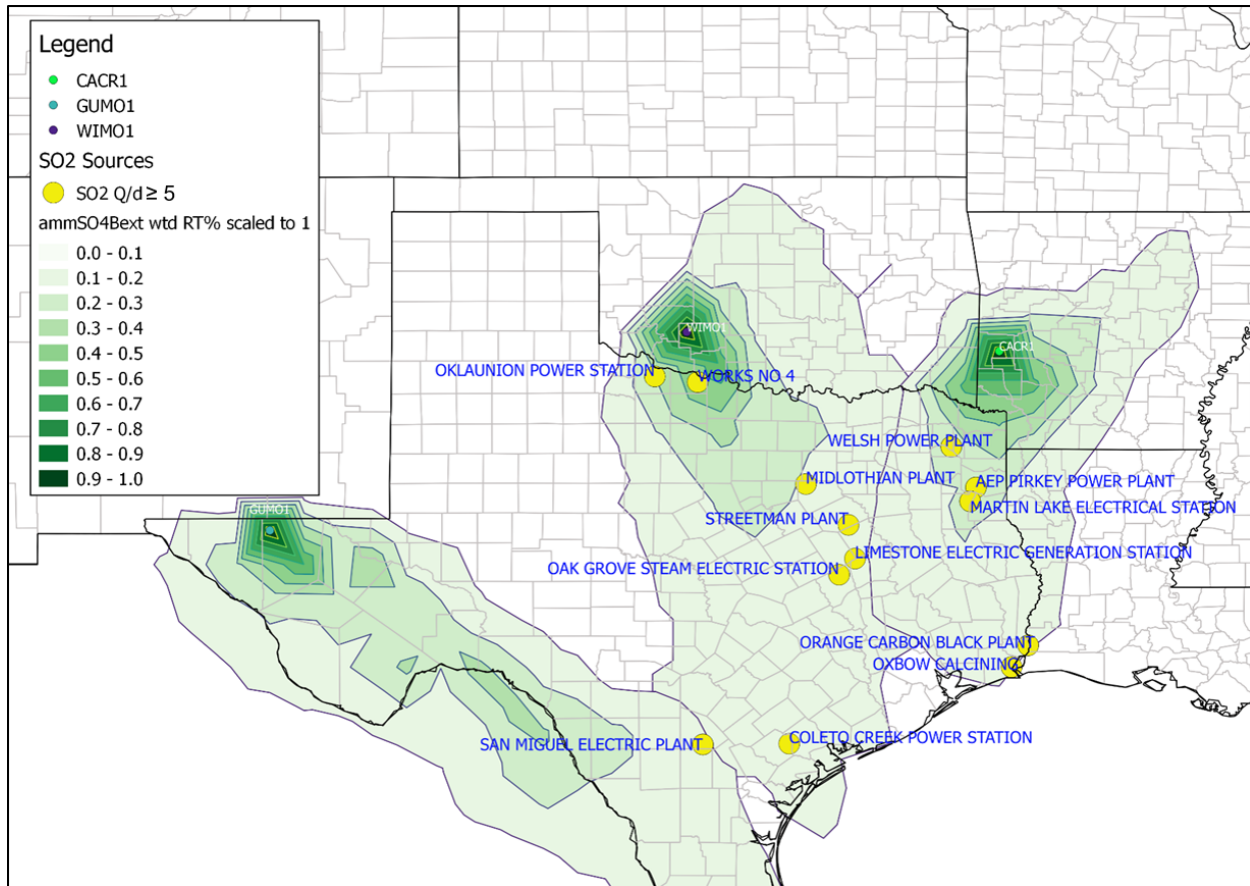 Legend
CACR1
GUMO1
WIMO1
SO2 Sources
SO2 Q/d ≥ 5
ammSO4Bext wtd RT% scaled to 1
0.0 - 0.1
0.1 - 0.2
0.2 - 0.3
0.3 - 0.4
0.4 - 0.5
0.5 - 0.6
0.6 - 0.7
0.7 - 0.8
0.8 - 0.9
0.9 - 1.0
WIMO1
CACR1
OKLAUNION POWER STATION
WORKS NO 4
WELSH POWER PLANT
MIDLOTHIAN PLANT
AEP PIRKEY POWER PLANT
MARTIN LAKE ELECTRICAL STATION
GUMO1
STREETMAN PLANT
LIMESTONE ELECTRIC GENERATION STATION
OAK GROVE STEAM ELECTRIC STATION
ORANGE CARBON BLACK PLANT
OXBOW CALCINING
SAN MIGUEL ELECTRIC PLANT
COLETO CREEK POWER STATION